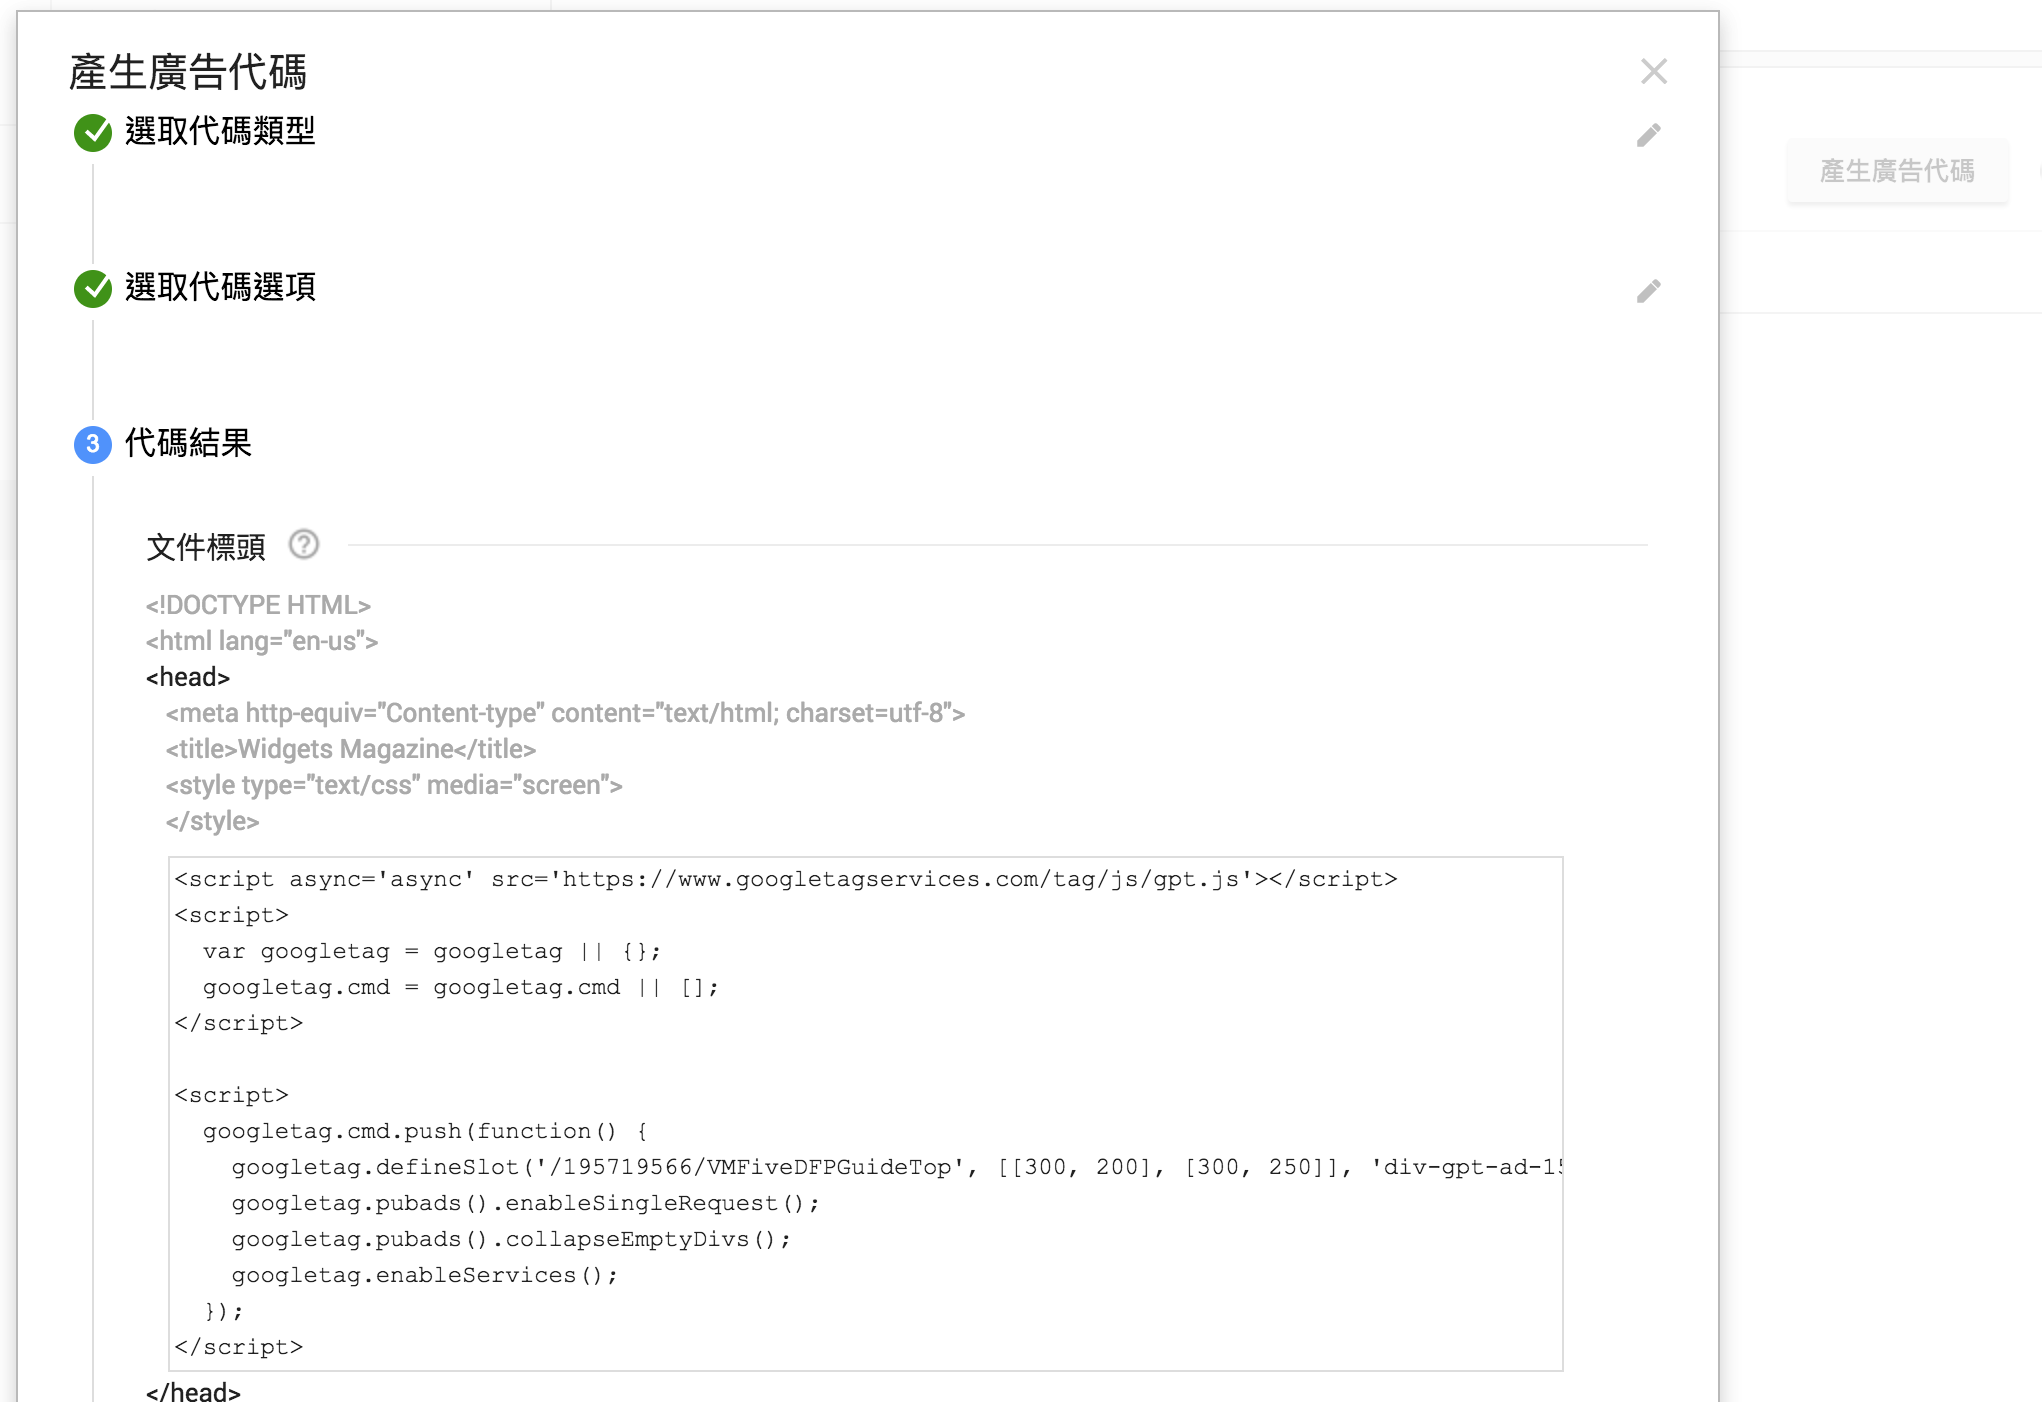 產生廣告代碼
選取代碼類型
產生廣告代碼
選取代碼選項
3 代碼結果
文件標頭
<!DOCTYPE HTML>
<html lang="en-us">
<head>
<meta http-equiv="Content-type" content="text/html; charset=utf-8">
<title>Widgets Magazine</title>
<style type="text/css" media="screen">
</style>
<script async='async' src='https://www.googletagservices.com/tag/js/gpt.js'></script>
<script>
  var googletag = googletag || {};
  googletag.cmd = googletag.cmd || [];
</script>
<script>
  googletag.cmd.push(function() {
    googletag.defineSlot('/195719566/VMFiveDFPGuideTop', [[300, 200], [300, 250]], 'div-gpt-ad-15
    googletag.pubads().enableSingleRequest();
    googletag.pubads().collapseEmptyDivs();
    googletag.enableServices();
  });
</script>
</head>